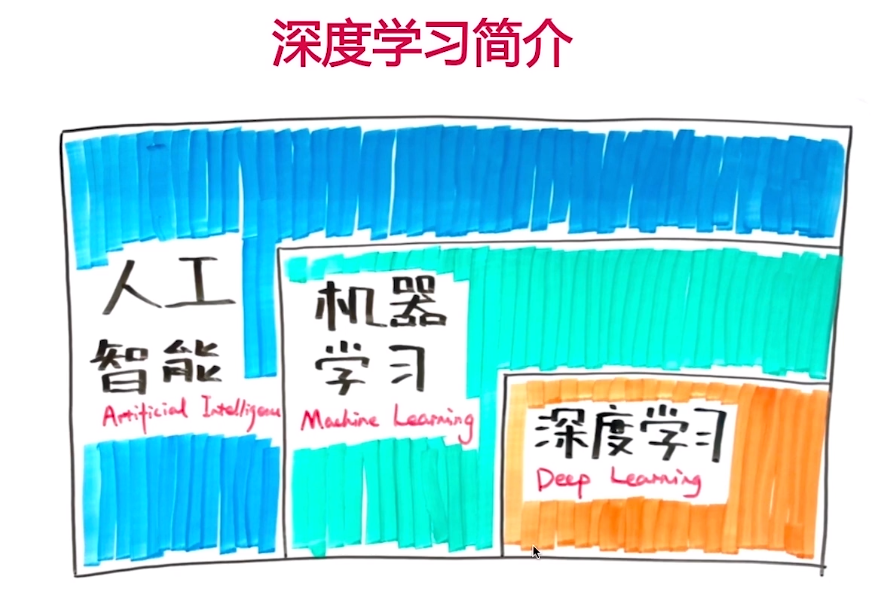 深度学习简介
人工
智能
Artificial Intelligence
机器
学习
Machine Learning
深度学习
Deep Learning